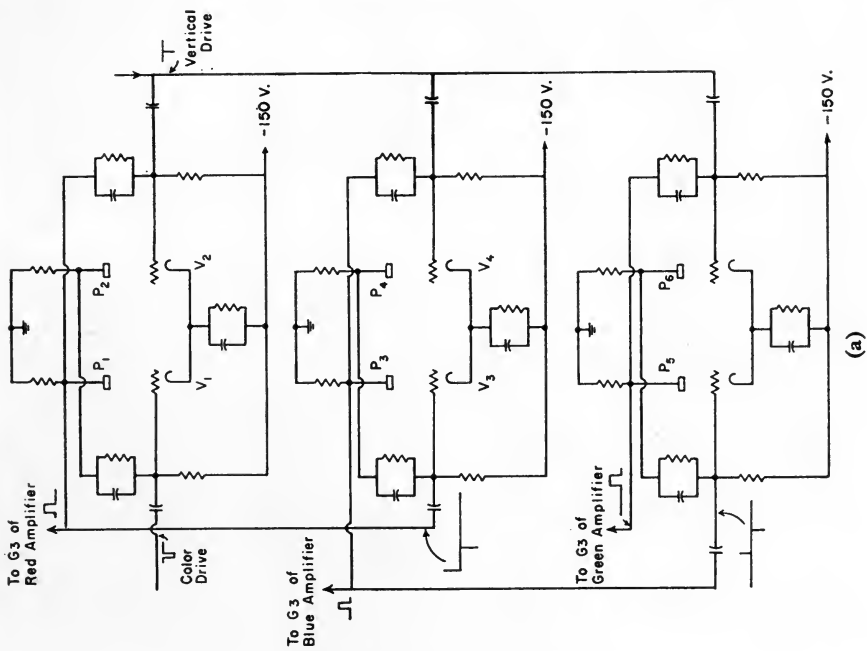 Vertical
Drive
-150 V.
P1
P2
V1
V2
To G3 of
Red Amplifier
Color
Drive
-150 V.
P3
P4
V3
V4
To G3 of
Blue Amplifier
-150 V.
P5
P6
To G3 of
Green Amplifier
(a)